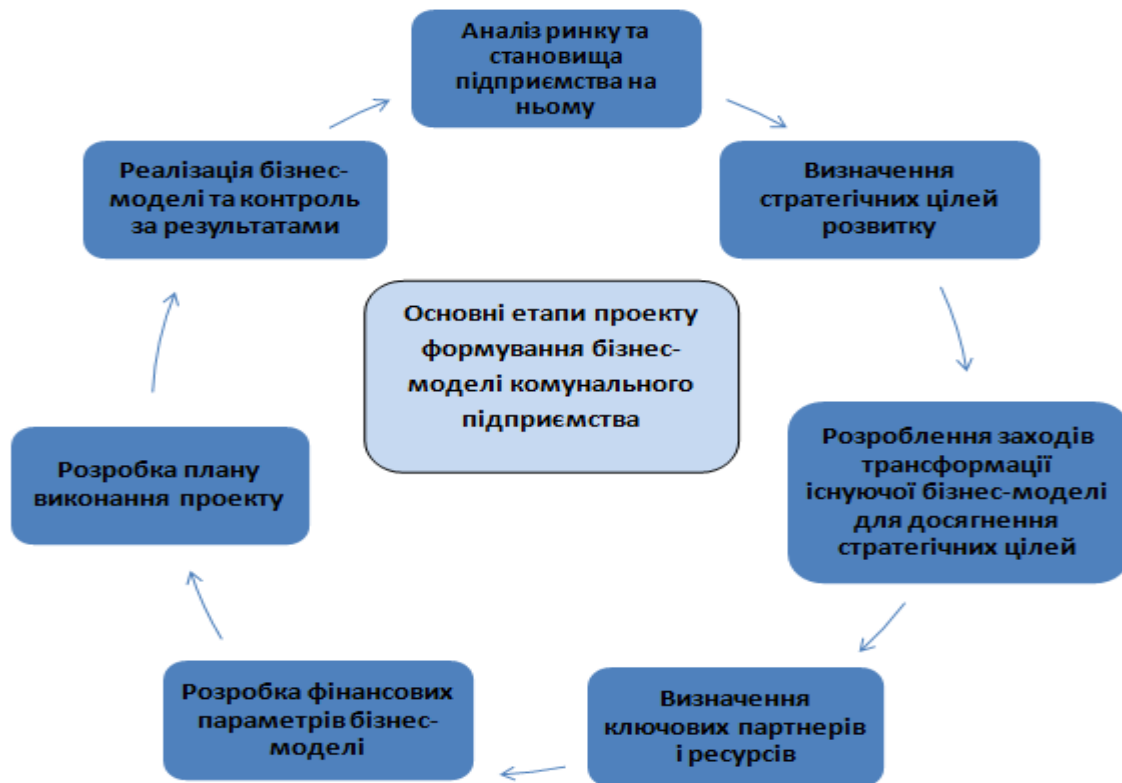 Аналіз ринку та
становища
підприємства на
ньому
Визначення
стратегічних цілей
розвитку
Розроблення заходів
трансформації
існуючої бізнес-моделі
для досягнення
стратегічних цілей
Визначення
ключових партнерів
і ресурсів
Розробка фінансових
параметрів бізнес-
моделі
Розробка плану
виконання проекту
Реалізація бізнес-
моделі та контроль
за результатами
Основні етапи проекту
формування бізнес-
моделі комунального
підприємства